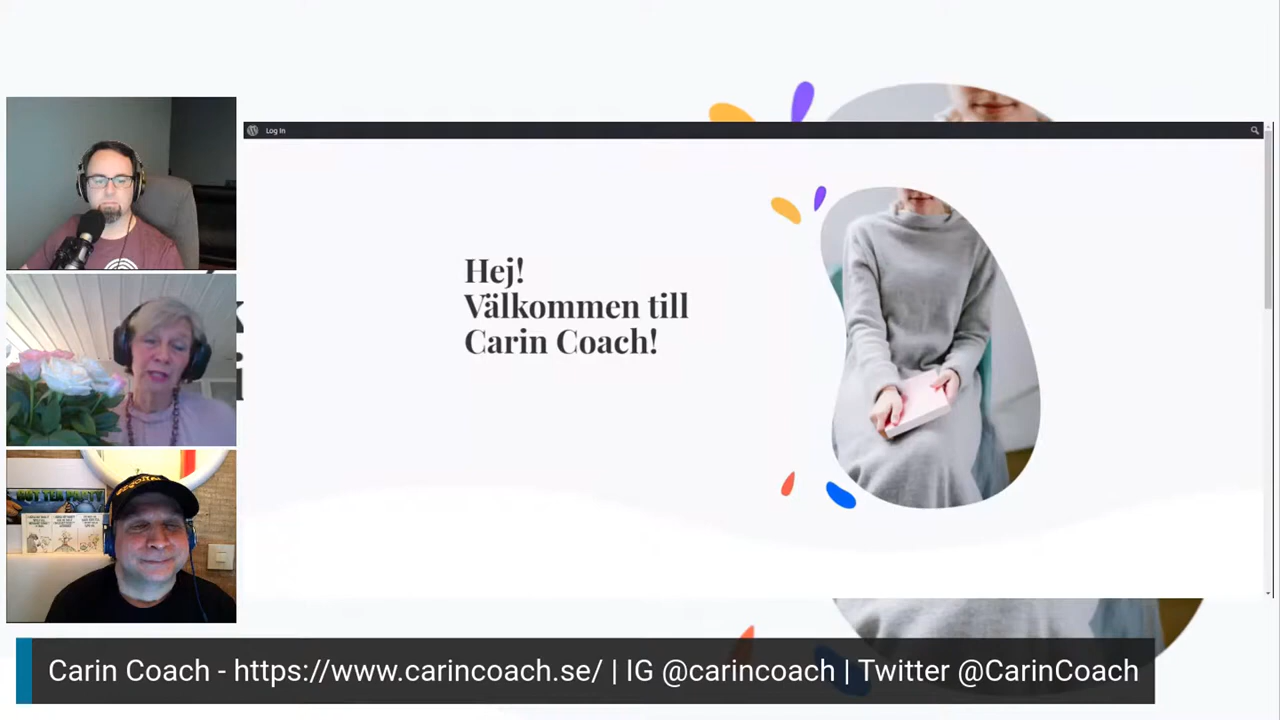 Log In
Hej!
Välkommen till
Carin Coach!
Carin Coach - https://www.carincoach.se/ | IG @carincoach | Twitter @CarinCoach